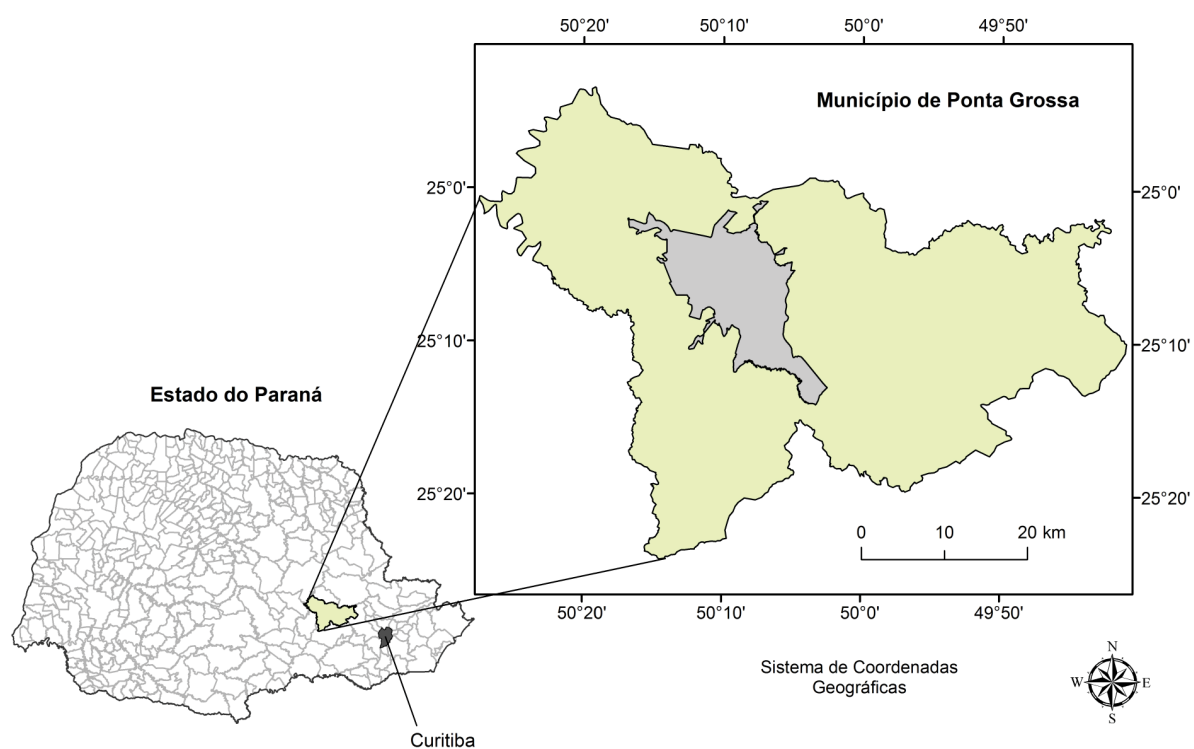 50°20' 50°10' 50°0' 49°50'
Município de Ponta Grossa
25°0' 25°0'
25°10' 25°10'
Estado do Paraná
25°20' 25°20'
0 10 20 km
50°20' 50°10' 50°0' 49°50'
Sistema de Coordenadas
Geográficas
N
W E
S
Curitiba